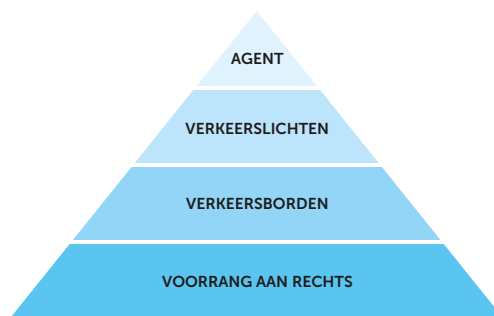 AGENT
VERKEERSLICHTEN
VERKEERSBORDEN
VOORRANG AAN RECHTS